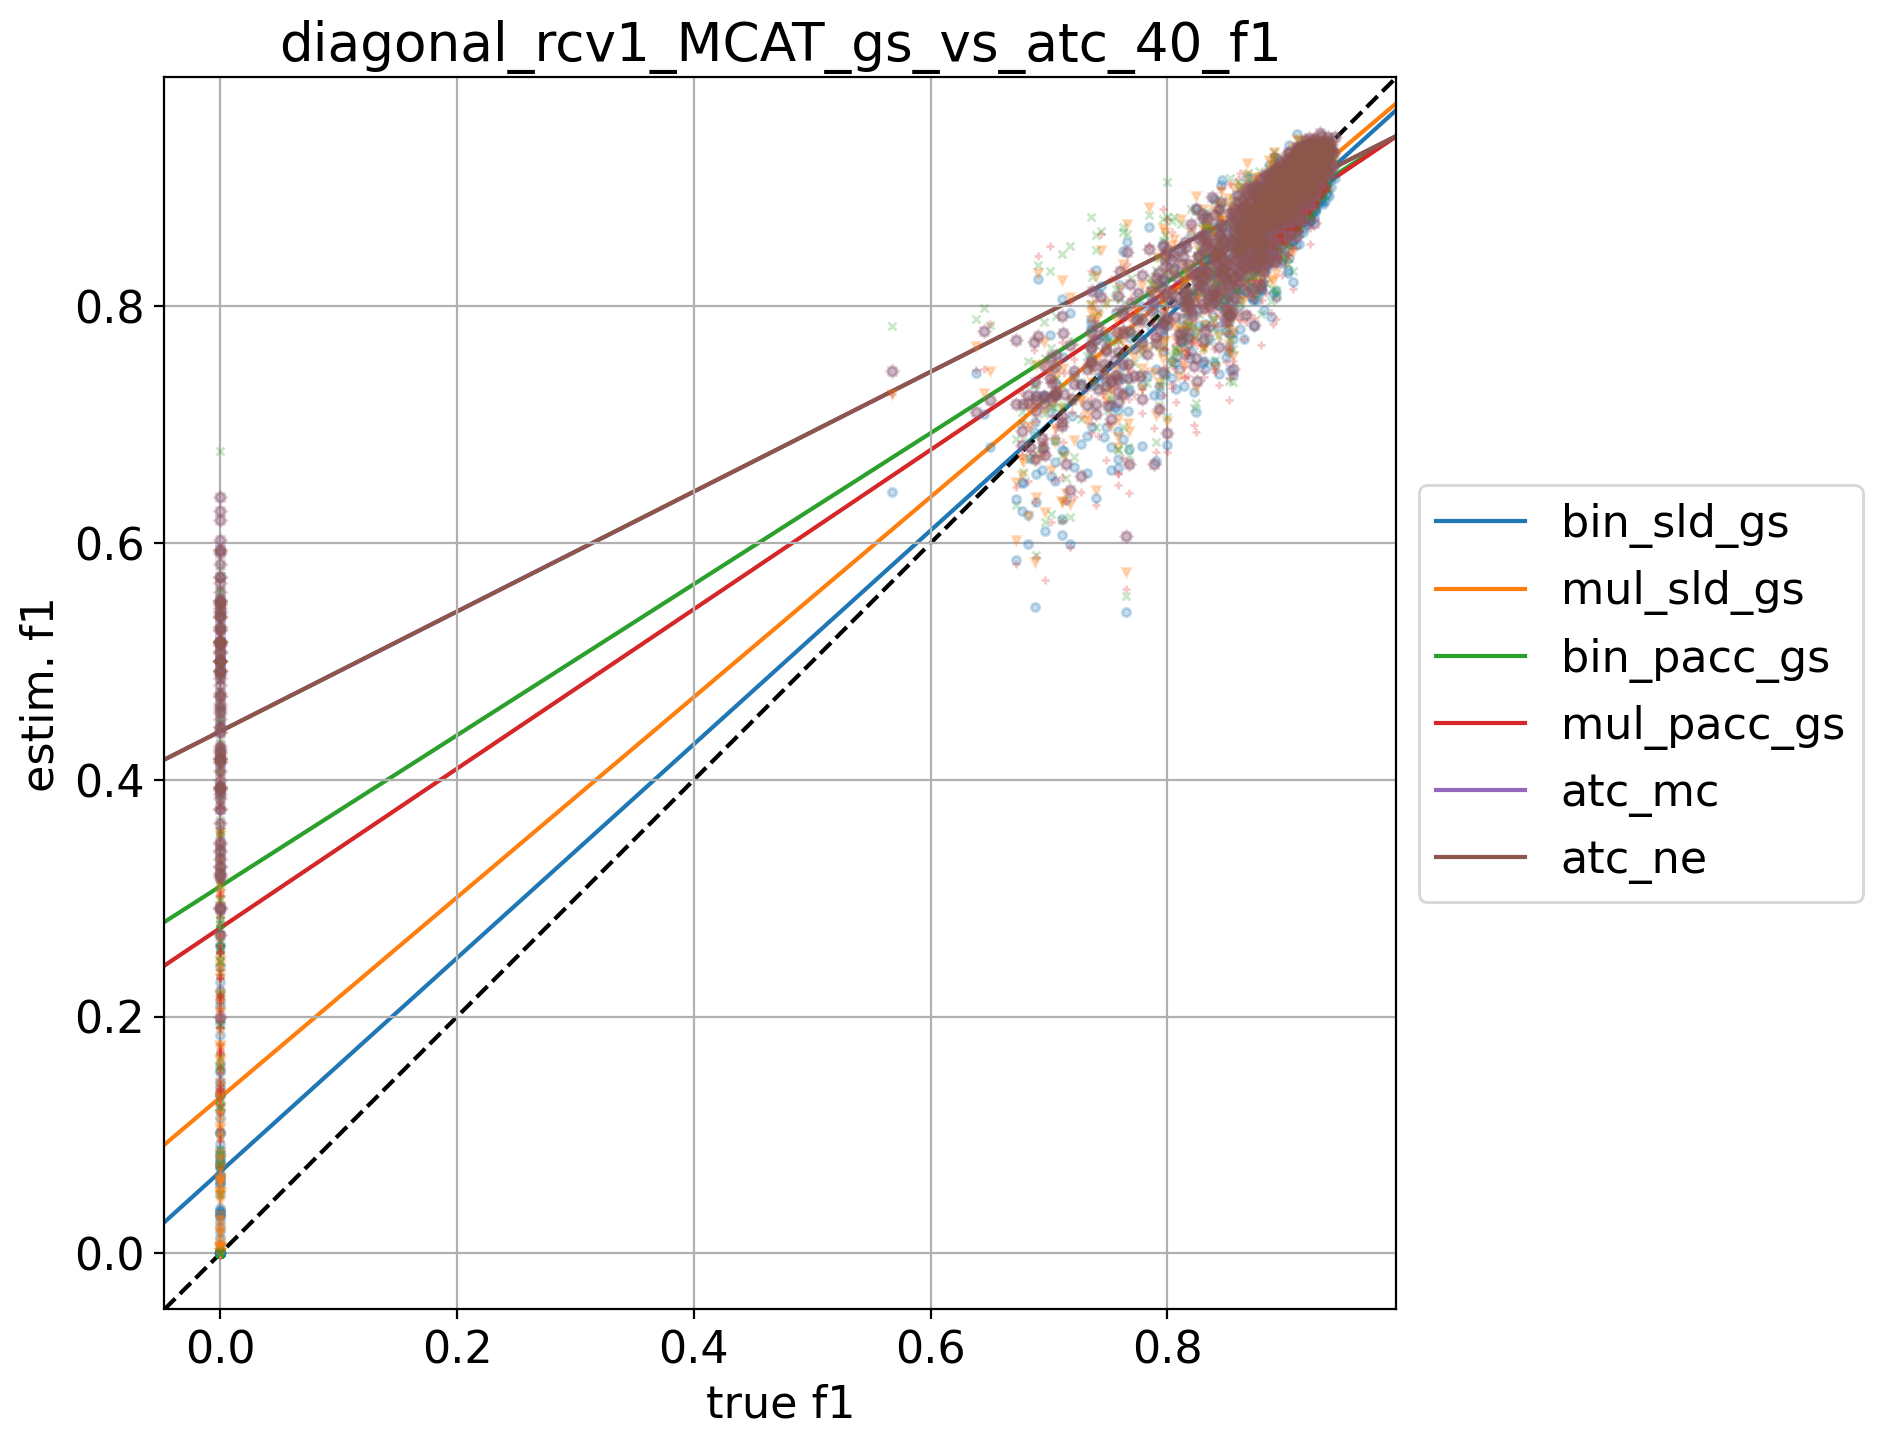 diagonal_rcv1_MCAT_gs_vs_atc_40_f1
estim. f1
0.8
0.6
0.4
0.2
0.0
0.0 0.2 0.4 0.6 0.8
true f1
bin_sld_gs
mul_sld_gs
bin_pacc_gs
mul_pacc_gs
atc_mc
atc_ne